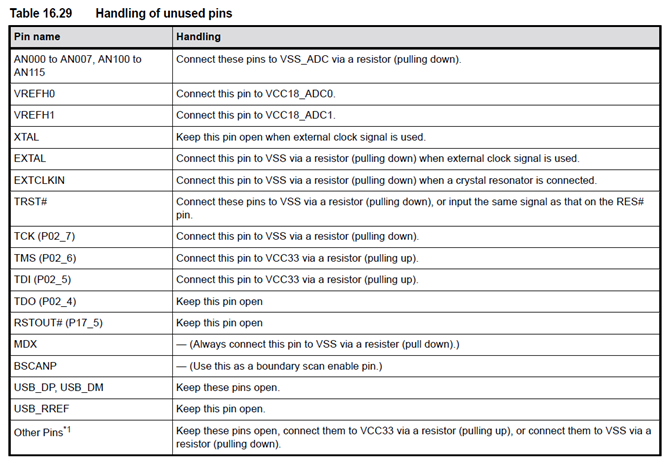 Table 16.29 Handling of unused pins
Pin name Handling
AN000 to AN007, AN100 to
AN115
Connect these pins to VSS_ADC via a resistor (pulling down).
VREFH0 Connect this pin to VCC18_ADC0.
VREFH1 Connect this pin to VCC18_ADC1.
XTAL Keep this pin open when external clock signal is used.
EXTAL Connect this pin to VSS via a resistor (pulling down) when external clock signal is used.
EXTCLKIN Connect this pin to VSS via a resistor (pulling down) when a crystal resonator is connected.
TRST# Connect these pins to VSS via a resistor (pulling down), or input the same signal as that on the RES#
pin.
TCK (P02_7) Connect this pin to VSS via a resistor (pulling down).
TMS (P02_6) Connect this pin to VCC33 via a resistor (pulling up).
TDI (P02_5) Connect this pin to VCC33 via a resistor (pulling up).
TDO (P02_4) Keep this pin open
RSTOUT# (P17_5) Keep this pin open
MDX — (Always connect this pin to VSS via a resister (pull down).)
BSCANP — (Use this as a boundary scan enable pin.)
USB_DP, USB_DM Keep these pins open.
USB_RREF Keep this pin open.
Other Pins*1 Keep these pins open, connect them to VCC33 via a resistor (pulling up), or connect them to VSS via a
resistor (pulling down).